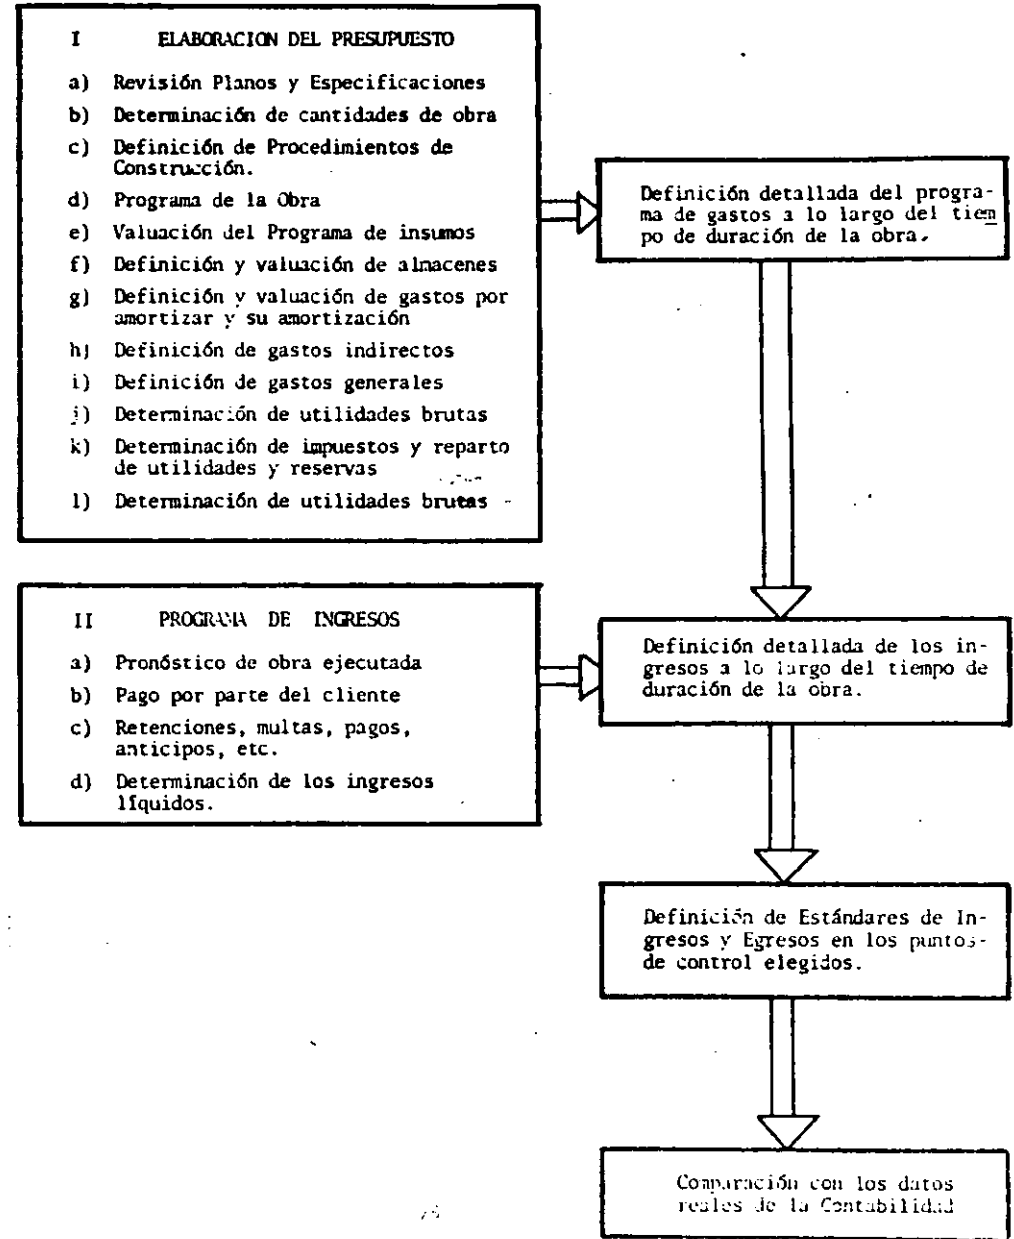 I ELABORACION DEL PRESUPUESTO
a) Revisión Planos y Especificaciones
b) Determinación de cantidades de obra
c) Definición de Procedimientos de
Construcción.
d) Programa de la Obra
e) Valuación del Programa de insumos
f) Definición y valuación de almacenes
g) Definición y valuación de gastos por
amortizar y su amortización
h) Definición de gastos indirectos
i) Definición de gastos generales
j) Determinación de utilidades brutas
k) Determinación de impuestos y reparto
de utilidades y reservas
l) Determinación de utilidades brutas
Definición detallada del progra-
ma de gastos a lo largo del tiem
po de duración de la obra.
II PROGRAMA DE INGRESOS
a) Pronóstico de obra ejecutada
b) Pago por parte del cliente
c) Retenciones, multas, pagos,
anticipos, etc.
d) Determinación de los ingresos
líquidos.
Definición detallada de los in-
gresos a lo largo del tiempo de
duración de la obra.
Definición de Estándares de In-
gresos y Egresos en los puntos-
de control elegidos.
Comparación con los datos
reales de la Contabilidad